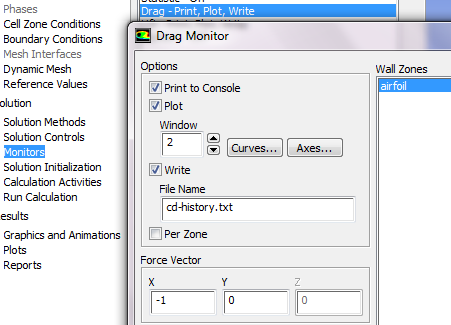 Phases
Cell Zone Conditions
Boundary Conditions
Mesh Interfaces
Dynamic Mesh
Reference Values
olution
Solution Methods
Solution Controls
Monitors
Solution Initialization
Calculation Activities
Run Calculation
esults
Graphics and Animations
Plots
Reports
Drag - Print, Plot, Write
Drag Monitor
Options
Print to Console
Plot
Window
2
Curves...
Axes...
Write
File Name
cd-history.txt
Per Zone
Force Vector
X Y Z
-1 0 0
Wall Zones
airfoil